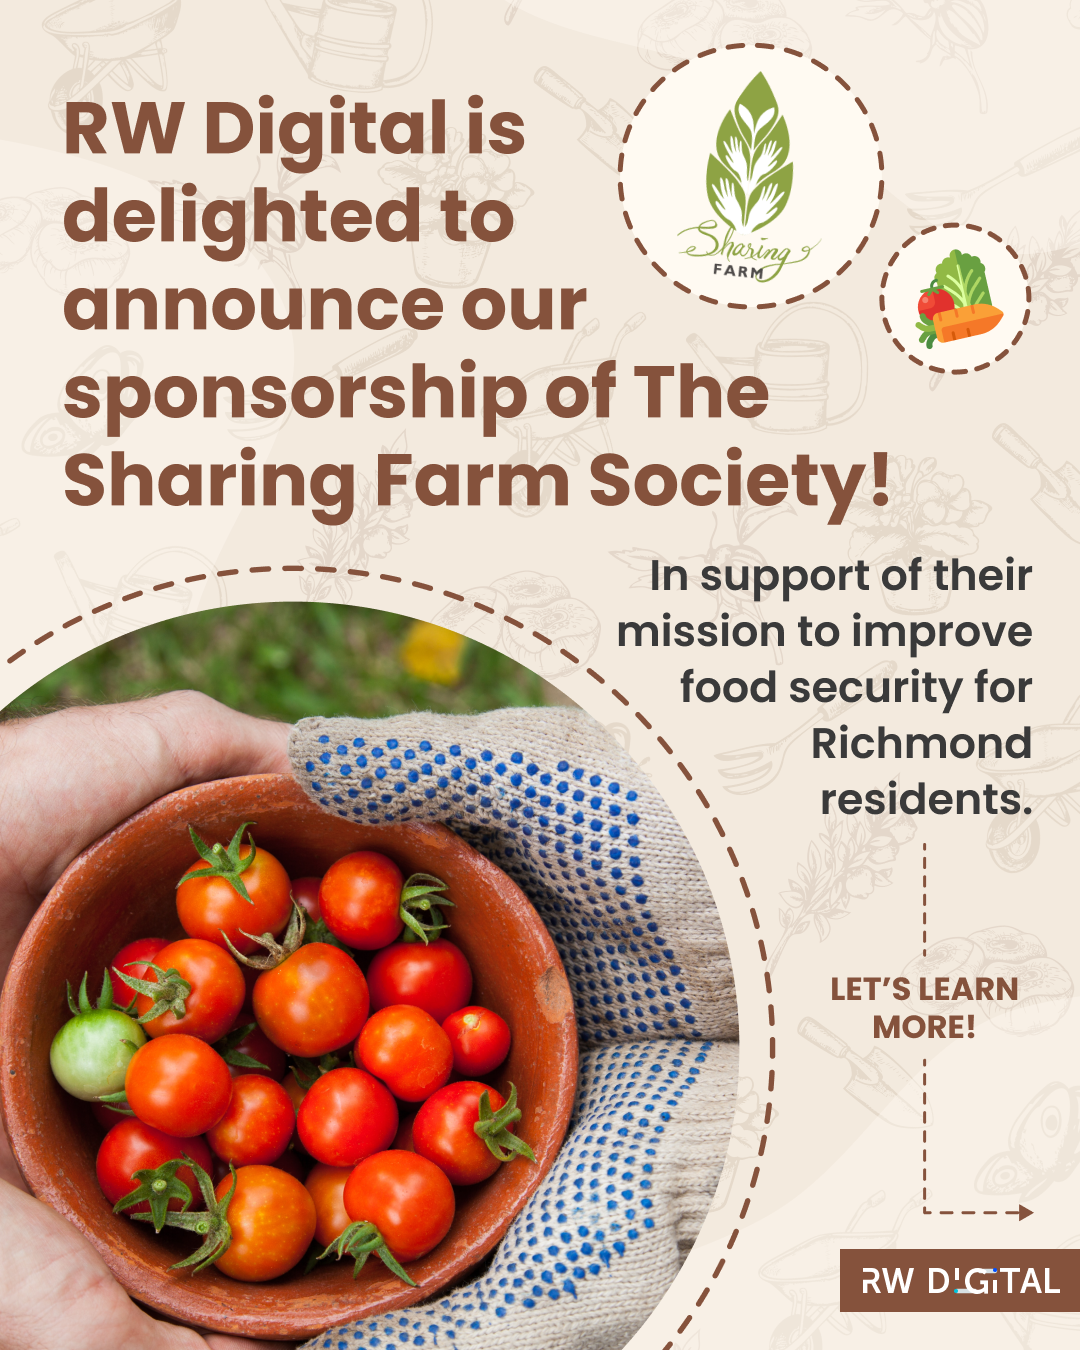 RW Digital is
delighted to
announce our
sponsorship of The
Sharing Farm Society!
Sharing
FARM
In support of their
mission to improve
food security for
Richmond
residents.
LET’S LEARN
MORE!
RW DIGITAL